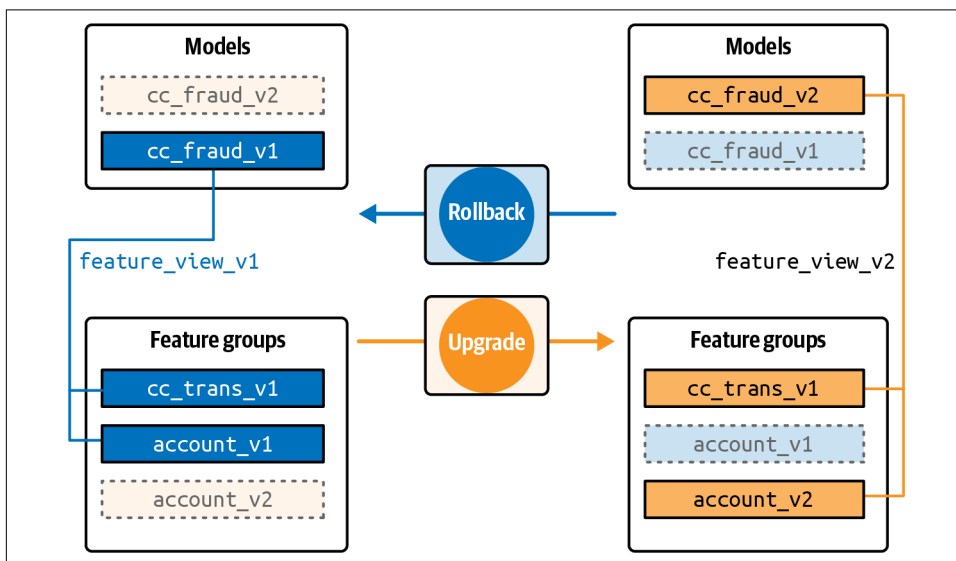 Models
cc_fraud_v2
cc_fraud_v1
feature_view_v1
Feature groups
cc_trans_v1
account_v1
account_v2
Rollback
Upgrade
Models
cc_fraud_v2
cc_fraud_v1
feature_view_v2
Feature groups
cc_trans_v1
account_v1
account_v2